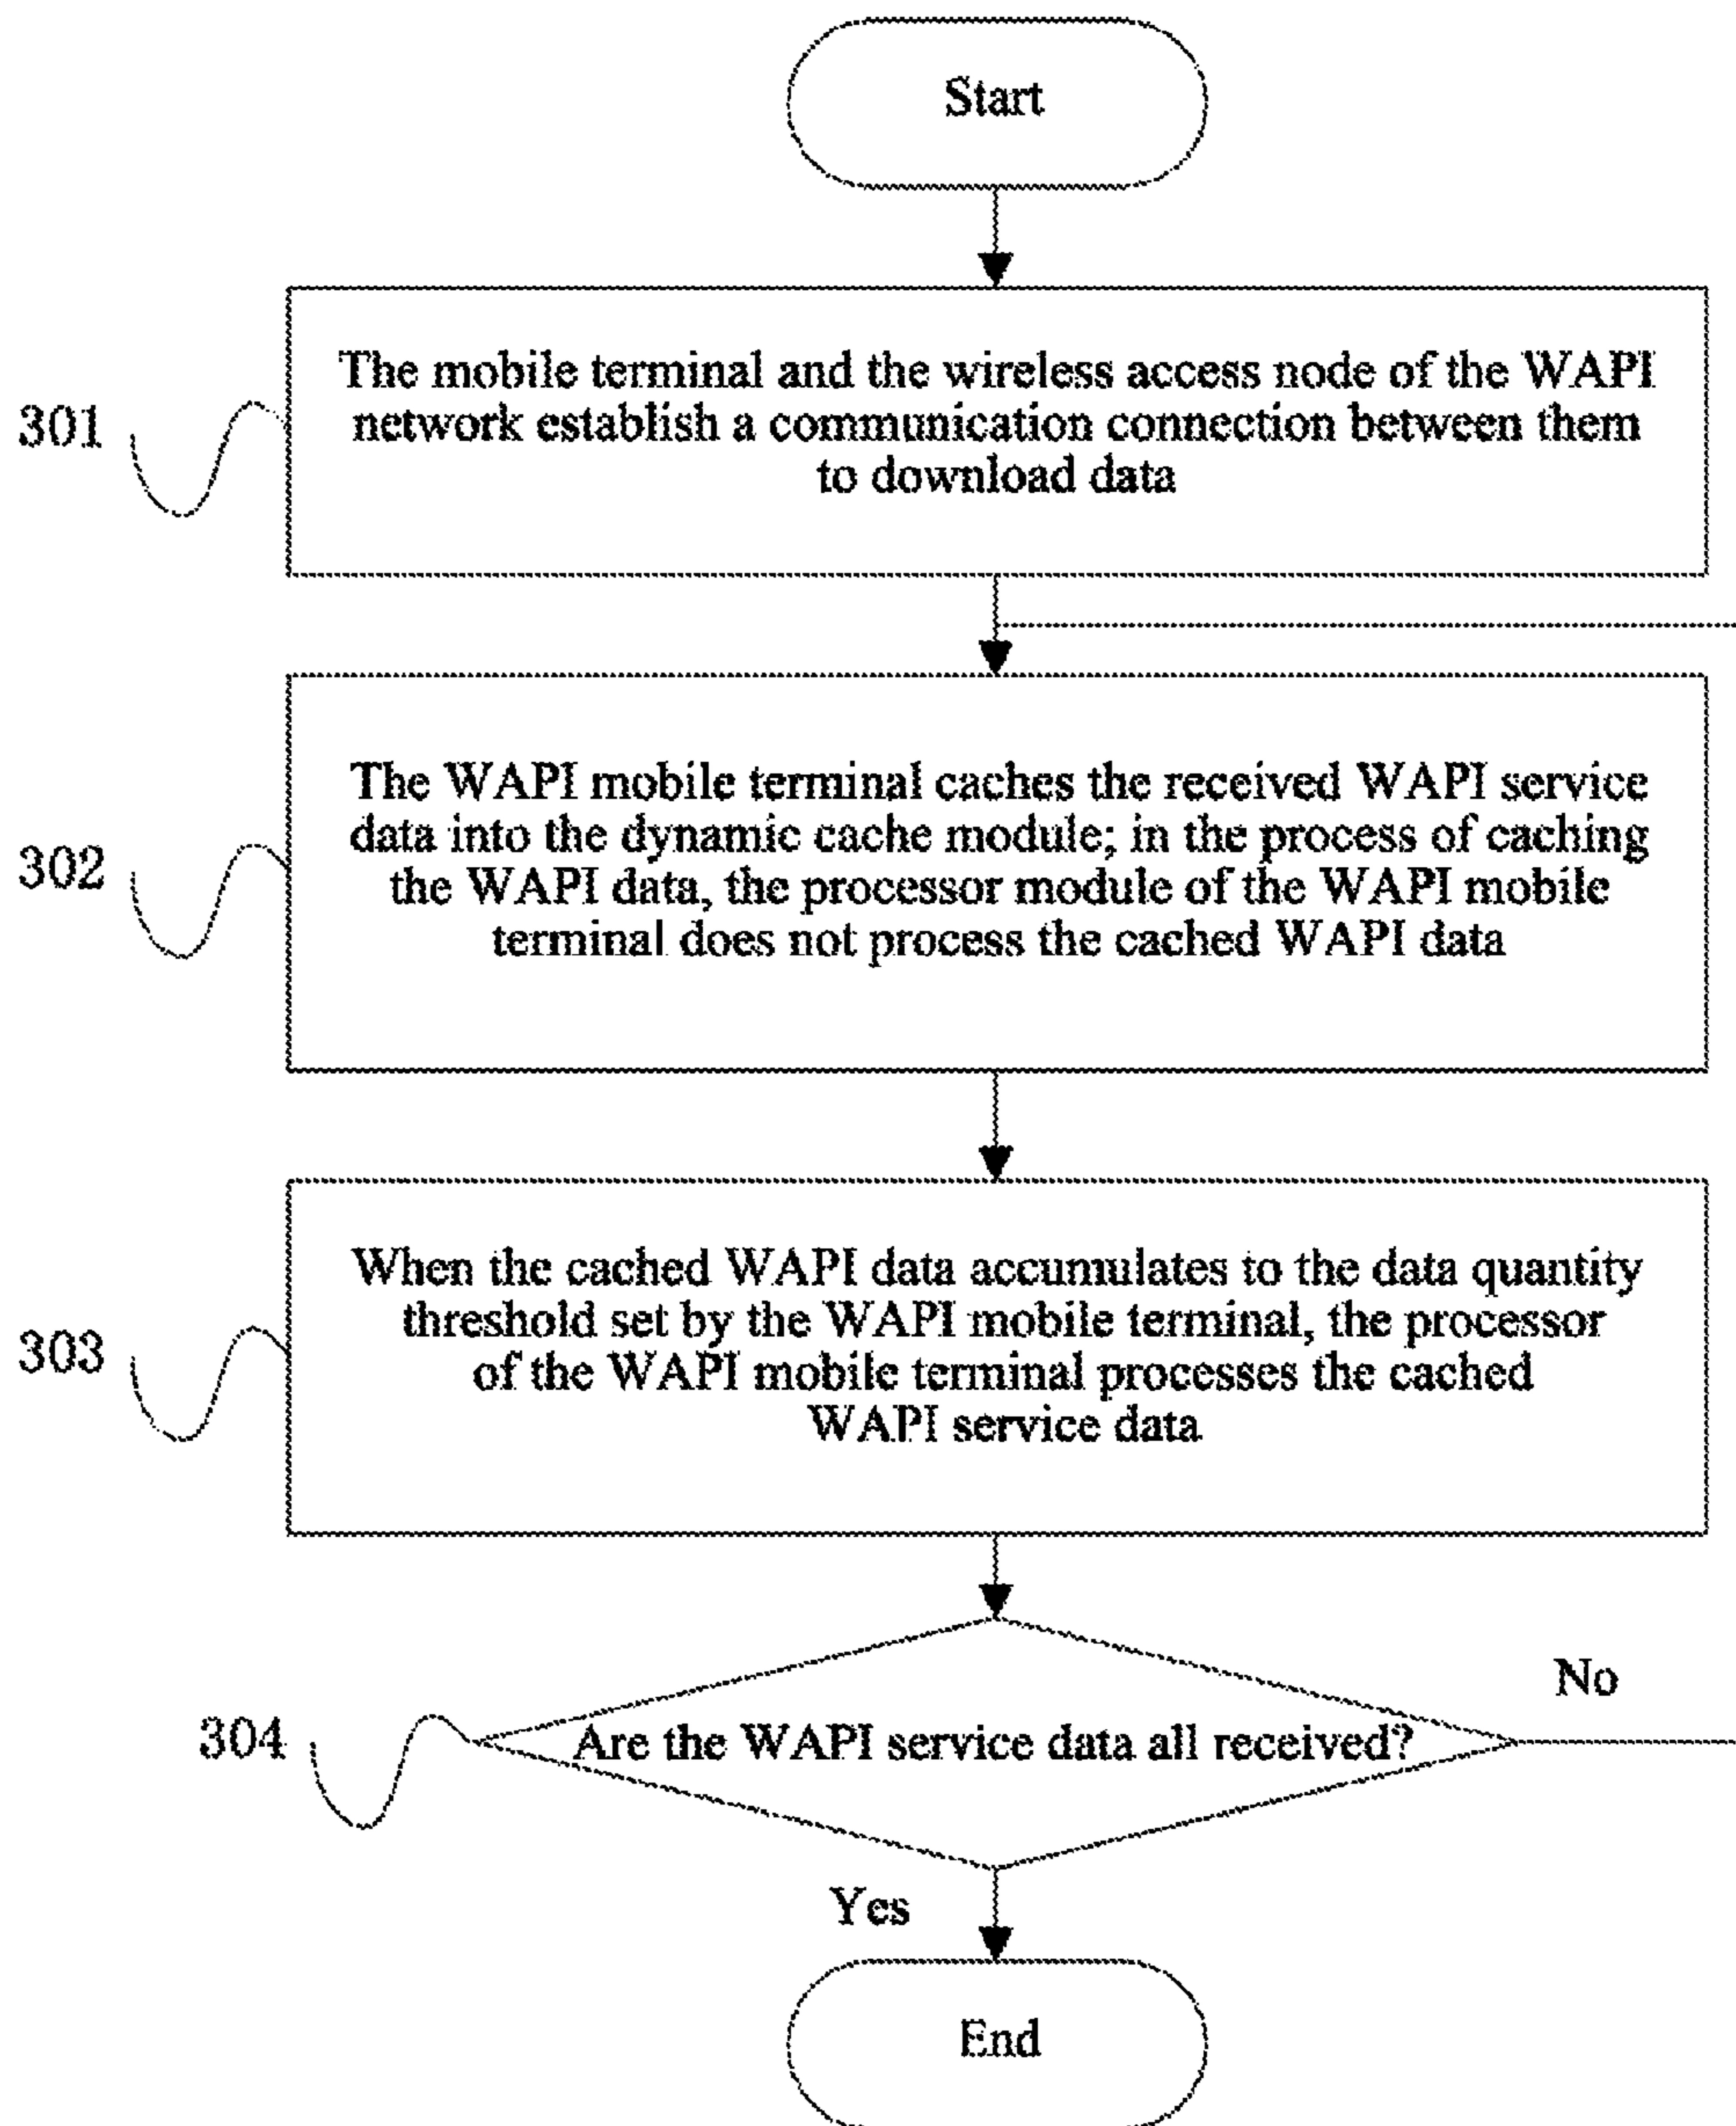 Start
301
The mobile terminal and the wireless access node of the WAPI
network establish a communication connection between them
to download data
302
The WAPI mobile terminal caches the received WAPI service
data into the dynamic cache module; in the process of caching
the WAPI data, the processor module of the WAPI mobile
terminal does not process the cached WAPI data
303
When the cached WAPI data accumulates to the data quantity
threshold set by the WAPI mobile terminal, the processor
of the WAPI mobile terminal processes the cached
WAPI service data
304
Are the WAPI service data all received?
No
Yes
End